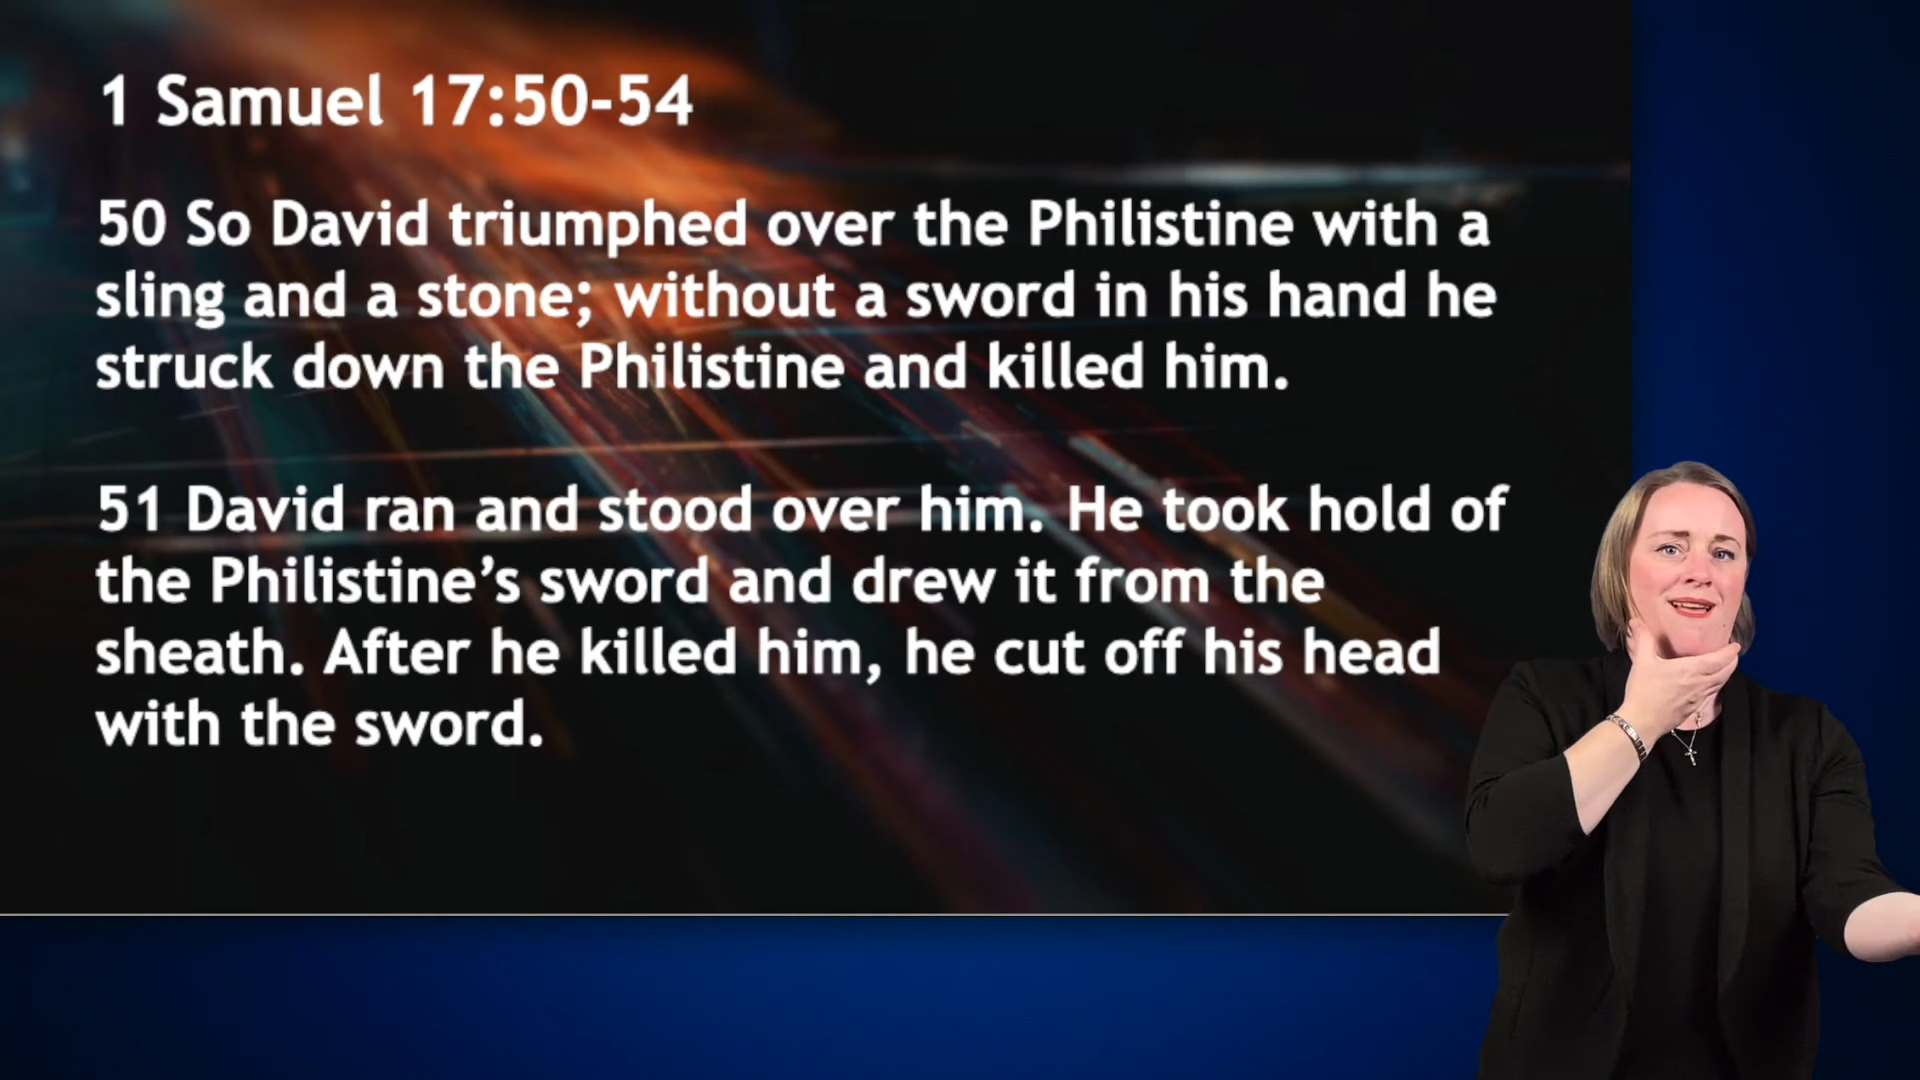 1 Samuel 17:50-54
50 So David triumphed over the Philistine with a
sling and a stone; without a sword in his hand he
struck down the Philistine and killed him.
51 David ran and stood over him. He took hold of
the Philistine’s sword and drew it from the
sheath. After he killed him, he cut off his head
with the sword.